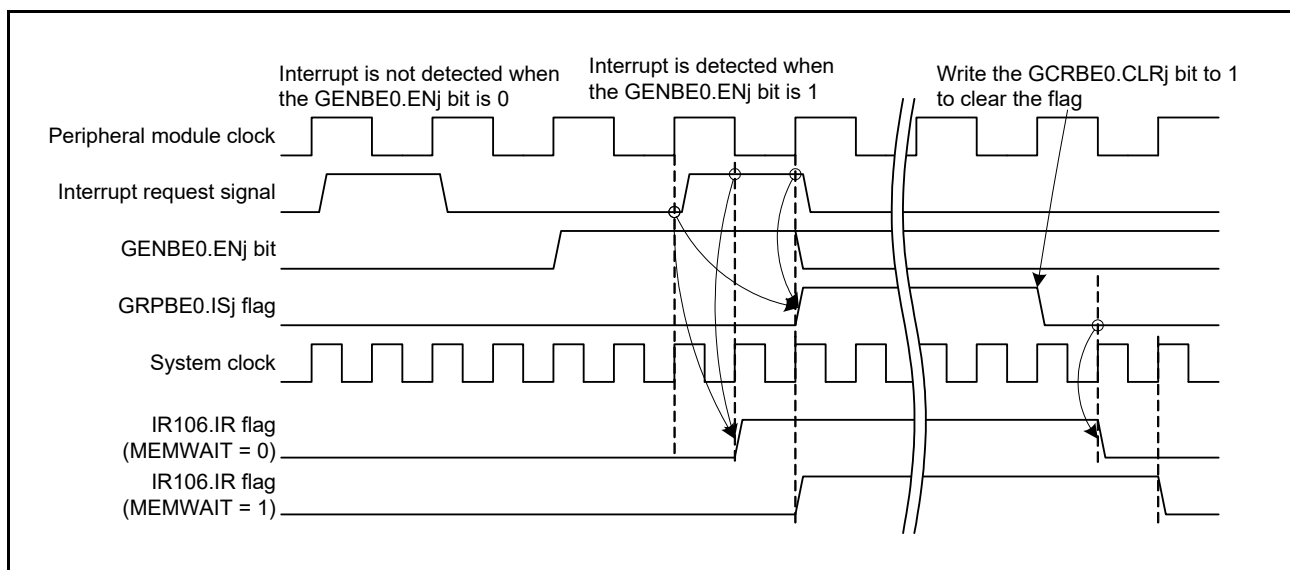 Interrupt is not detected when
the GENBE0.ENj bit is 0
Interrupt is detected when
the GENBE0.ENj bit is 1
Write the GCRBE0.CLRj bit to 1
to clear the flag
Peripheral module clock
Interrupt request signal
GENBE0.ENj bit
GRPBE0.ISj flag
System clock
IR106.IR flag
(MEMWAIT = 0)
IR106.IR flag
(MEMWAIT = 1)